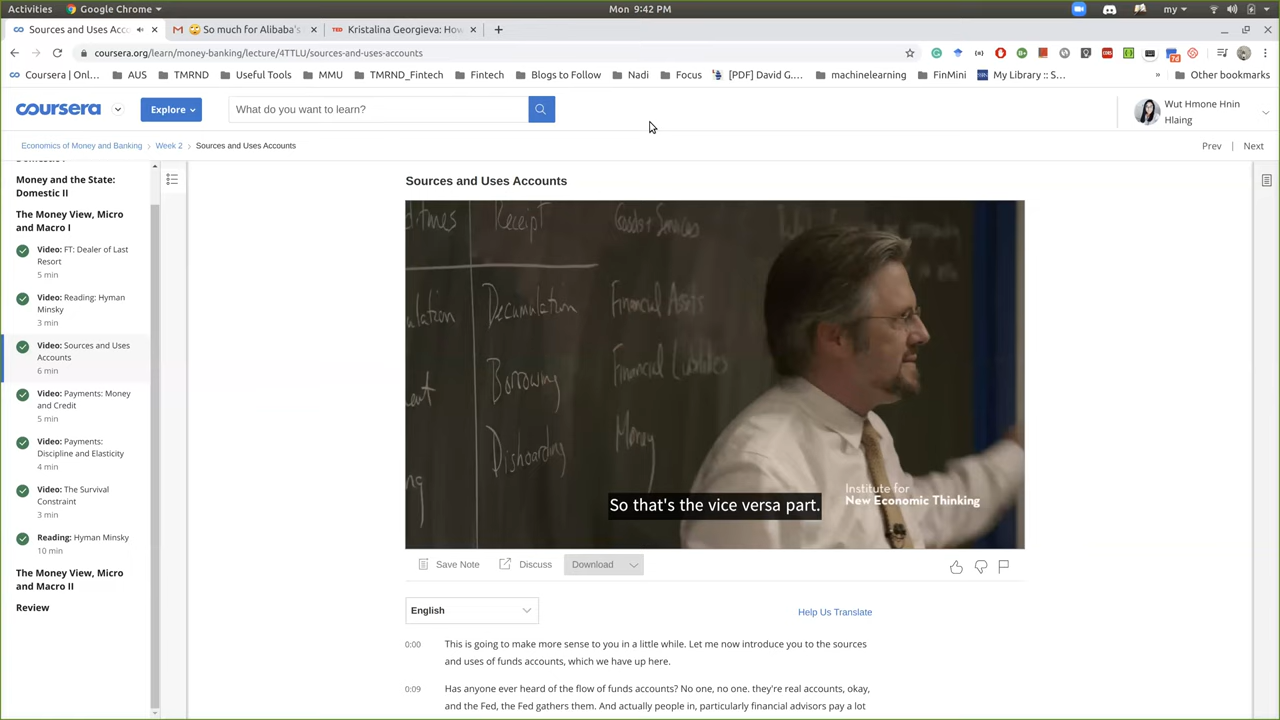 Activities
Google Chrome
Mon 9:42 PM
my
Sources and Uses Acco
So much for Alibaba's
Kristalina Georgieva: How
coursera.org/learn/money-banking/lecture/4TTLU/sources-and-uses-accounts
Coursera | Onl...
AUS
TMRND
Useful Tools
MMU
TMRND_Fintech
Fintech
Blogs to Follow
Nadi
Focus
[PDF] David G....
machinelearning
FinMini
My Library :: S...
»
Other bookmarks
coursera
Explore
What do you want to learn?
Wut Hmone Hnin
Hlaing
Economics of Money and Banking > Week 2 > Sources and Uses Accounts
Prev | Next
Money and the State:
Domestic II
The Money View, Micro
and Macro I
Video: FT: Dealer of Last
Resort
5 min
Video: Reading: Hyman
Minsky
3 min
Video: Sources and Uses
Accounts
6 min
Video: Payments: Money
and Credit
5 min
Video: Payments:
Discipline and Elasticity
4 min
Video: The Survival
Constraint
3 min
Reading: Hyman Minsky
10 min
The Money View, Micro
and Macro II
Review
Sources and Uses Accounts
ditures Receipt Goods + Services
ulation Decumulation Financial Assets
ent Borrowing Financial Liabilities
ng Dishoarding Money
So that's the vice versa part.
Institute for
New Economic Thinking
Save Note
Discuss
Download
English
Help Us Translate
0:00 This is going to make more sense to you in a little while. Let me now introduce you to the sources
and uses of funds accounts, which we have up here.
0:09 Has anyone ever heard of the flow of funds accounts? No one, no one. they're real accounts, okay,
and the Fed, the Fed gathers them. And actually people in, particularly financial advisors pay a lot